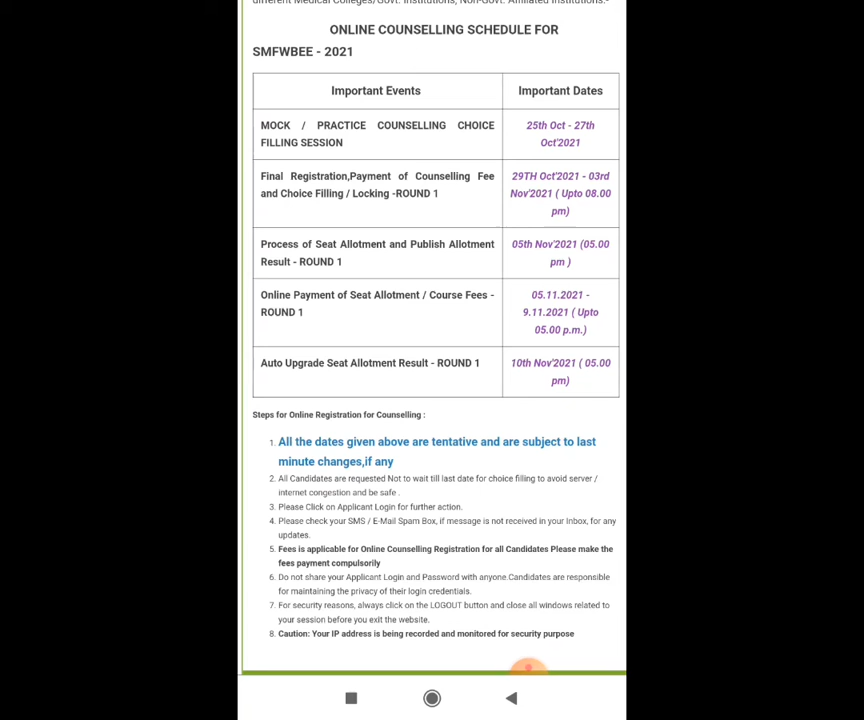 different Medical Colleges/Govt. Institutions, Non-Govt. Affiliated Institutions:-
ONLINE COUNSELLING SCHEDULE FOR
SMFWBEE - 2021
Important Events
Important Dates
MOCK / PRACTICE COUNSELLING CHOICE
FILLING SESSION
25th Oct - 27th
Oct'2021
Final Registration,Payment of Counselling Fee
and Choice Filling / Locking -ROUND 1
29TH Oct'2021 - 03rd
Nov'2021 ( Upto 08.00
pm)
Process of Seat Allotment and Publish Allotment
Result - ROUND 1
05th Nov'2021 (05.00
pm )
Online Payment of Seat Allotment / Course Fees -
ROUND 1
05.11.2021 -
9.11.2021 ( Upto
05.00 p.m.)
Auto Upgrade Seat Allotment Result - ROUND 1
10th Nov'2021 ( 05.00
pm)
Steps for Online Registration for Counselling :
1. All the dates given above are tentative and are subject to last
minute changes,if any
2. All Candidates are requested Not to wait till last date for choice filling to avoid server /
internet congestion and be safe .
3. Please Click on Applicant Login for further action.
4. Please check your SMS / E-Mail Spam Box, if message is not received in your Inbox, for any
updates.
5. Fees is applicable for Online Counselling Registration for all Candidates Please make the
fees payment compulsorily
6. Do not share your Applicant Login and Password with anyone.Candidates are responsible
for maintaining the privacy of their login credentials.
7. For security reasons, always click on the LOGOUT button and close all windows related to
your session before you exit the website.
8. Caution: Your IP address is being recorded and monitored for security purpose